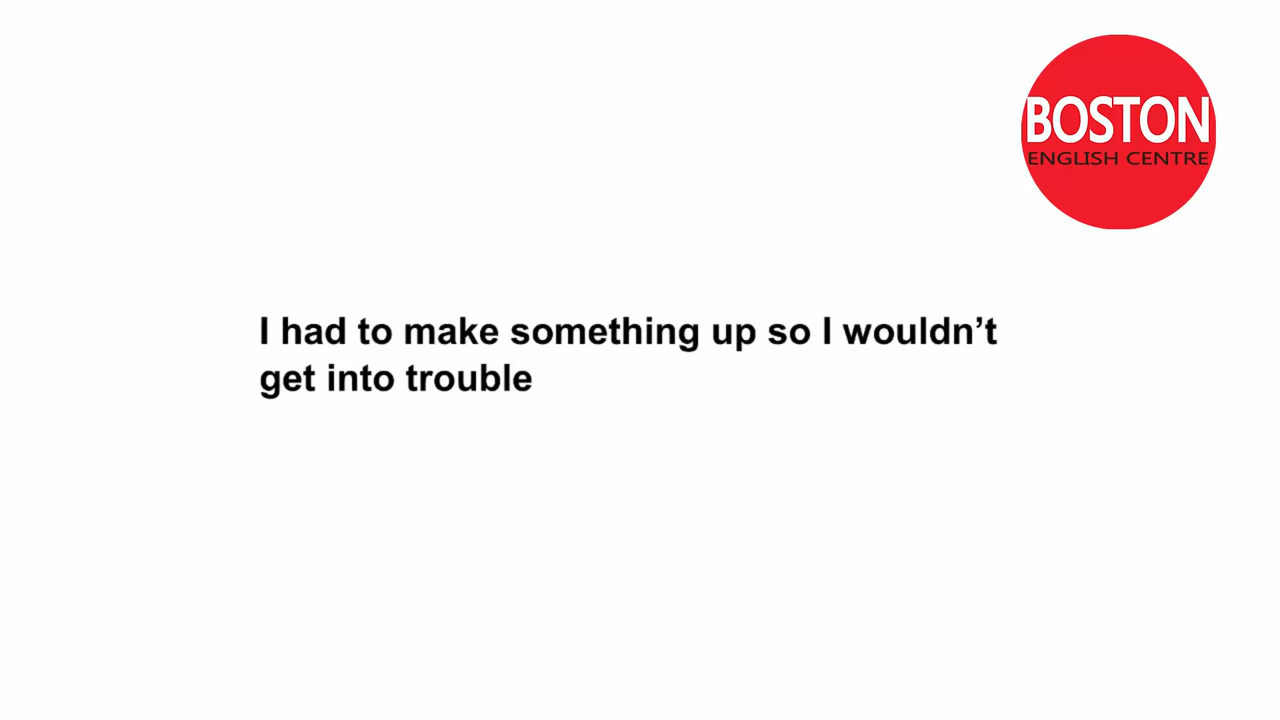 BOSTON
ENGLISH CENTRE
I had to make something up so I wouldn’t
get into trouble